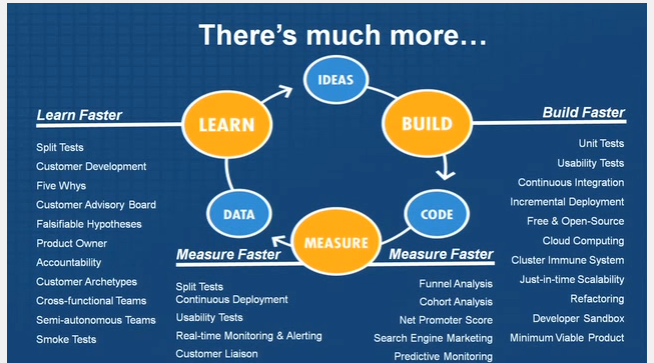 There's much more…
IDEAS
LEARN
BUILD
DATA
CODE
MEASURE
Learn Faster
Split Tests
Customer Development
Five Whys
Customer Advisory Board
Falsifiable Hypotheses
Product Owner
Accountability
Customer Archetypes
Cross-functional Teams
Semi-autonomous Teams
Smoke Tests
Build Faster
Unit Tests
Usability Tests
Continuous Integration
Incremental Deployment
Free & Open-Source
Cloud Computing
Cluster Immune System
Just-in-time Scalability
Refactoring
Developer Sandbox
Minimum Viable Product
Measure Faster
Split Tests
Continuous Deployment
Usability Tests
Real-time Monitoring & Alerting
Customer Liaison
Measure Faster
Funnel Analysis
Cohort Analysis
Net Promoter Score
Search Engine Marketing
Predictive Monitoring